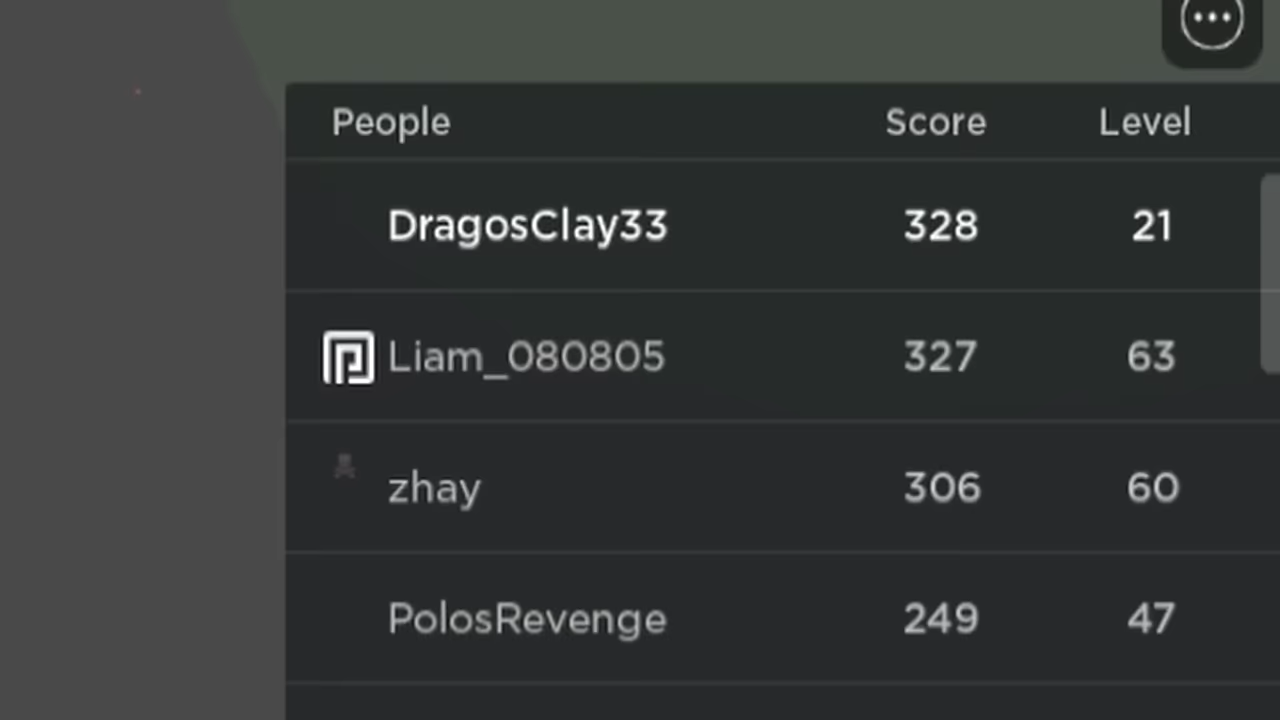 People Score Level
DragosClay33 328 21
Liam_080805 327 63
zhay 306 60
PolosRevenge 249 47